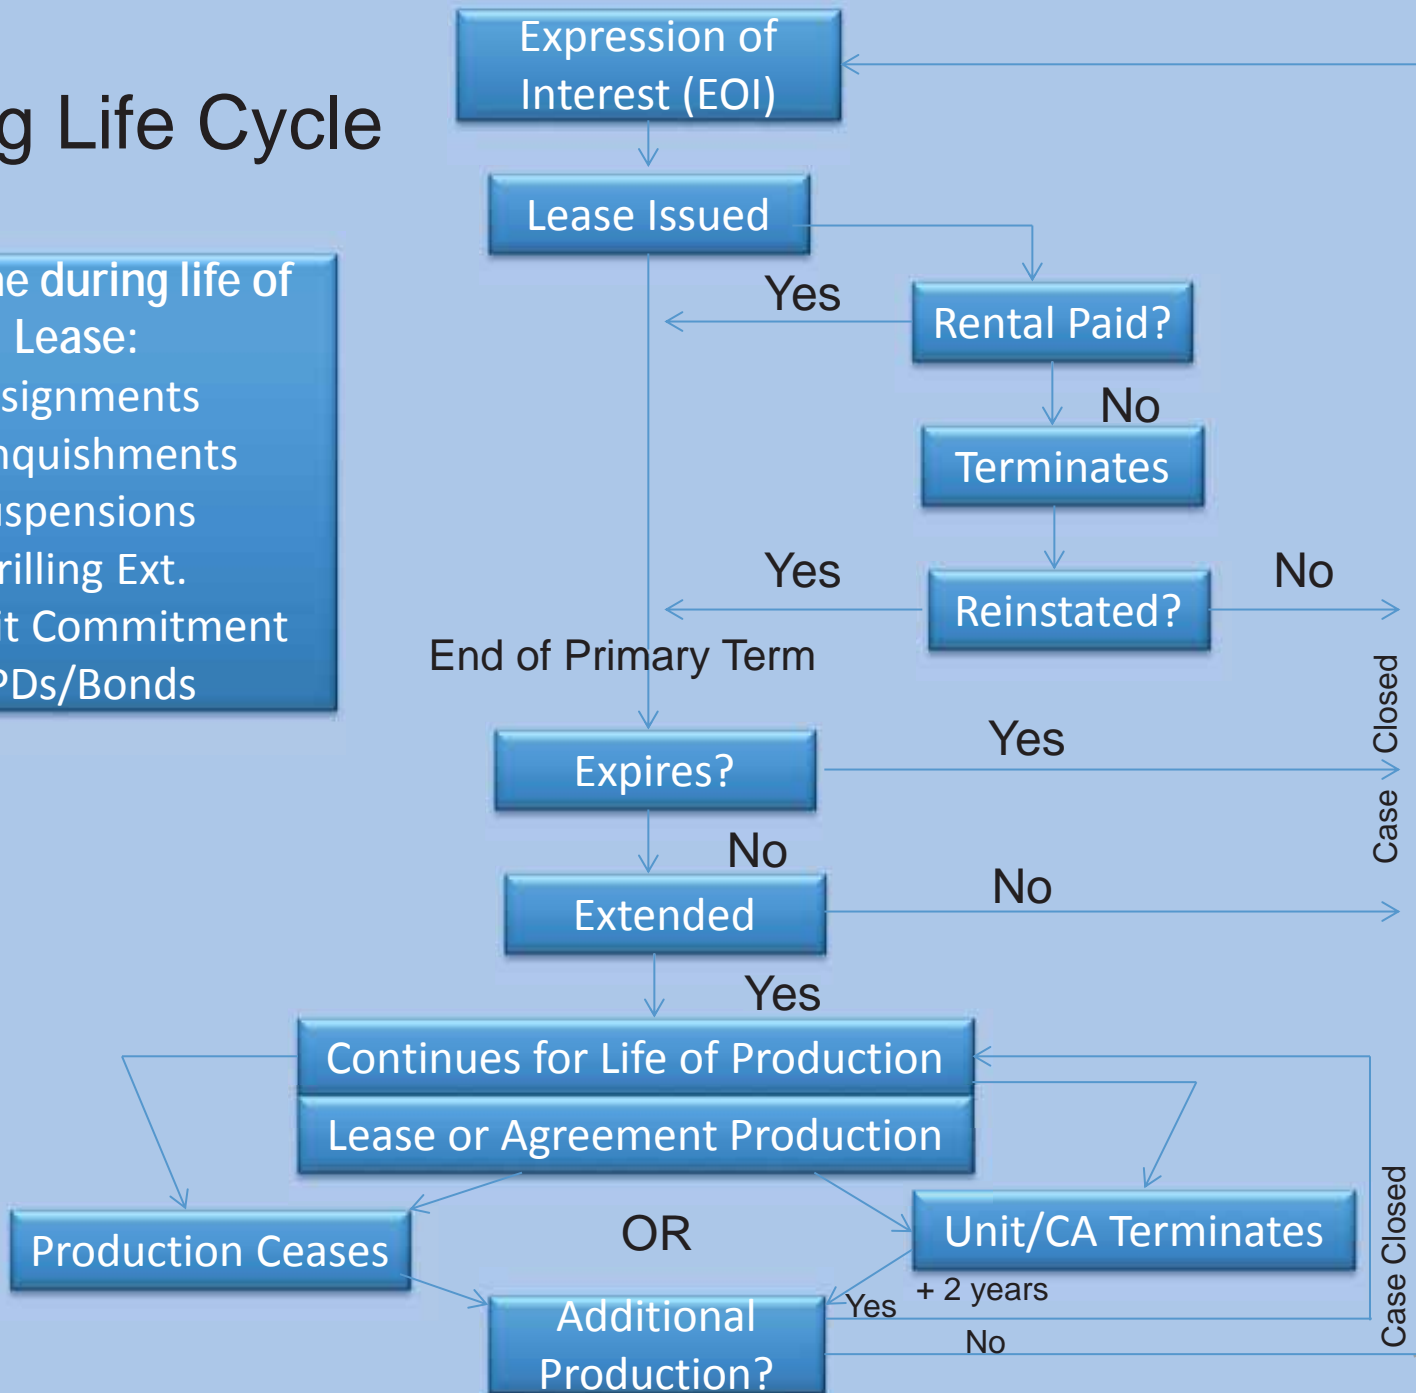 Expression of
Interest (EOI)
g Life Cycle
Lease Issued
ne during life of
Lease:
signments
nquishments
uspensions
rilling Ext.
it Commitment
PDs/Bonds
Yes
Rental Paid?
No
Terminates
Yes
No
Reinstated?
End of Primary Term
Case Closed
Yes
Expires?
No
No
Extended
Yes
Continues for Life of Production
Lease or Agreement Production
Production Ceases
OR
Unit/CA Terminates
+ 2 years
Case Closed
Yes
No
Additional
Production?